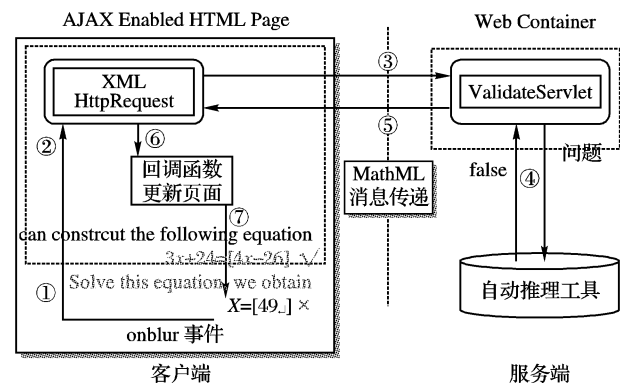 AJAX Enabled HTML Page
Web Container
XML
HttpRequest
③
ValidateServlet
⑤
②
⑥
回调函数
更新页面
MathML
消息传递
false
④
问题
⑦
can constrcut the following equation
3x+24=[4x-26] √
Solve this equation, we obtain
①
X=[49 ] ×
onblur 事件
自动推理工具
客户端
服务端